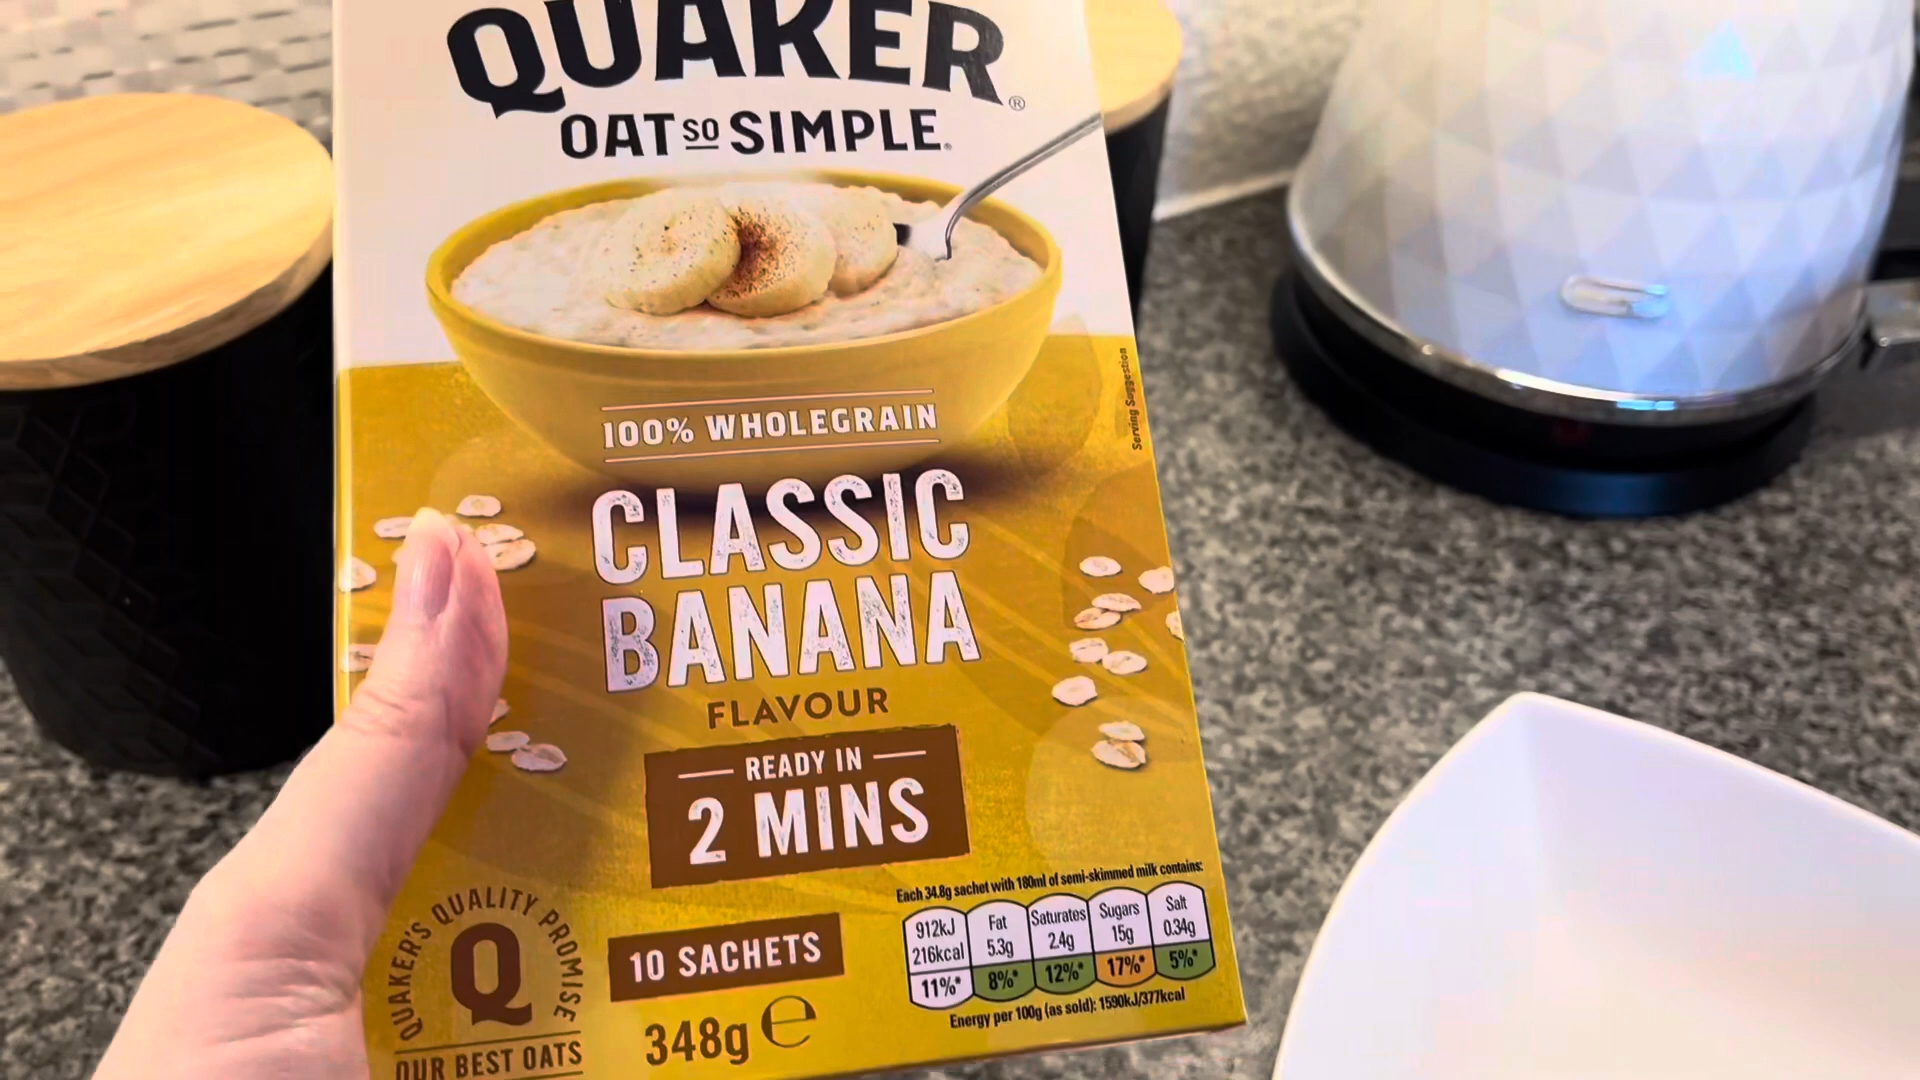 QUAKER®
OAT SO SIMPLE.
Serving Suggestion
100% WHOLEGRAIN
CLASSIC
BANANA
FLAVOUR
READY IN
2 MINS
QUAKER'S QUALITY PROMISE
Q
OUR BEST OATS
10 SACHETS
348g ℮
Each 34.8g sachet with 180ml of semi-skimmed milk contains:
912kJ
216kcal
11%*
Fat
5.3g
8%*
Saturates
2.4g
12%*
Sugars
15g
17%*
Salt
0.34g
5%*
Energy per 100g (as sold): 1590kJ/377kcal